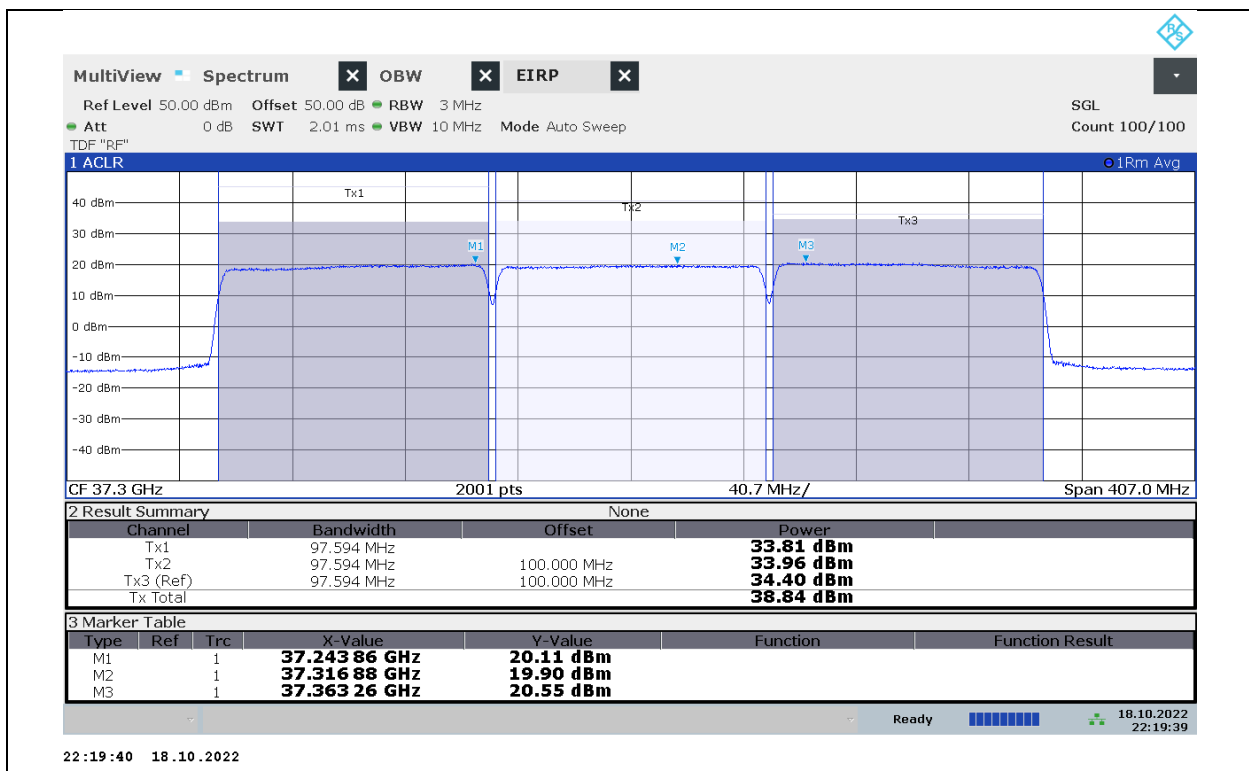 R&S
MultiView Spectrum X OBW X EIRP X
Ref Level 50.00 dBm Offset 50.00 dB RBW 3 MHz SGL
Att 0 dB SWT 2.01 ms VBW 10 MHz Mode Auto Sweep Count 100/100
TDF "RF"
1 ACLR 1Rm Avg
Tx1
40 dBm
Tx2
Tx3
30 dBm
M1 M2 M3
20 dBm
10 dBm
0 dBm
-10 dBm
-20 dBm
-30 dBm
-40 dBm
CF 37.3 GHz 2001 pts 40.7 MHz/ Span 407.0 MHz
2 Result Summary None
Channel Bandwidth Offset Power
Tx1 97.594 MHz 33.81 dBm
Tx2 97.594 MHz 100.000 MHz 33.96 dBm
Tx3 (Ref) 97.594 MHz 100.000 MHz 34.40 dBm
Tx Total 38.84 dBm
3 Marker Table
Type Ref Trc X-Value Y-Value Function Function Result
M1 1 37.243 86 GHz 20.11 dBm
M2 1 37.316 88 GHz 19.90 dBm
M3 1 37.363 26 GHz 20.55 dBm
Ready 18.10.2022
22:19:39
22:19:40 18.10.2022